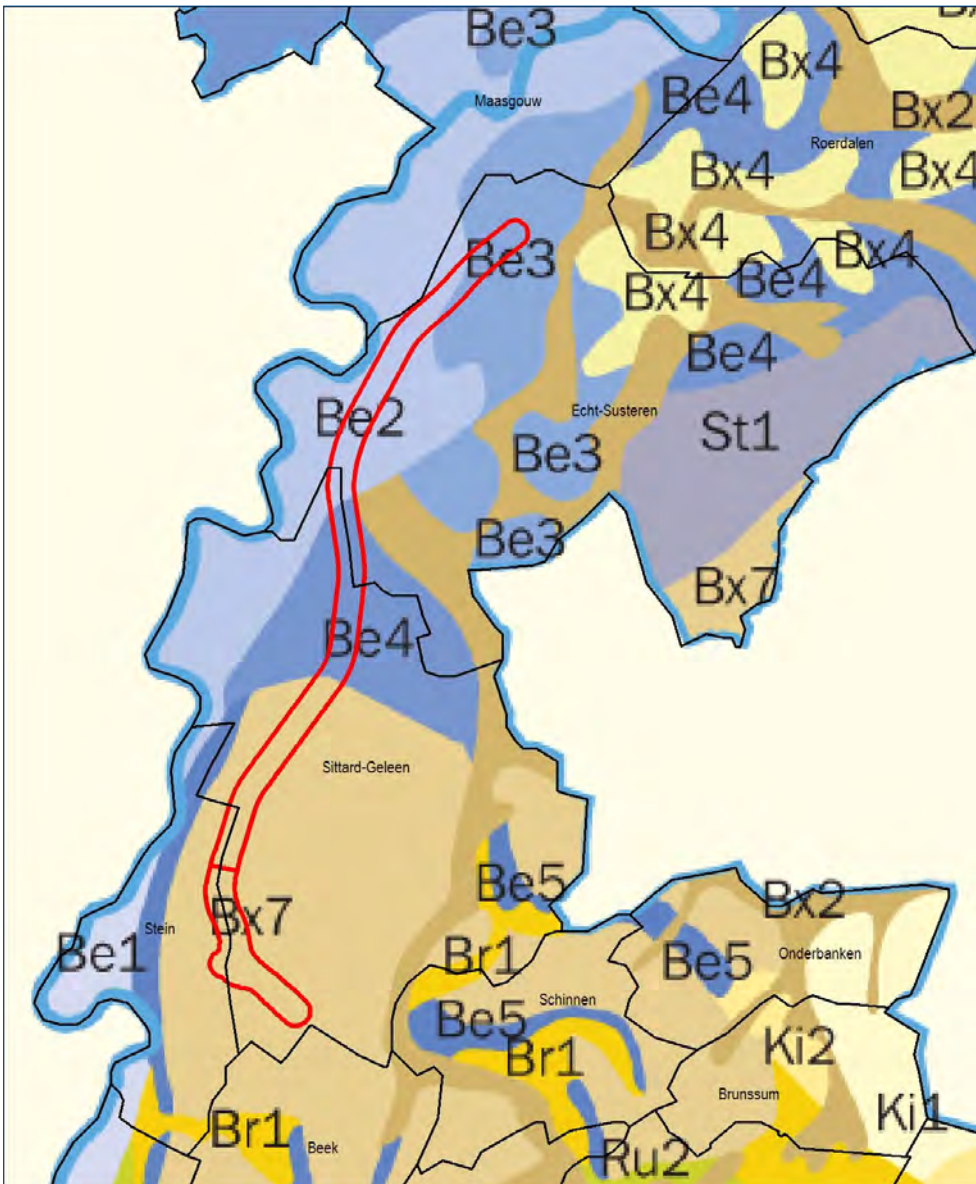 Be3
Bx4
Maasgouw
Be4
Bx2
Roerdalen
Bx4
Bx4
Bx4
Be3
Bx4
Bx4
Be4
Be4
Be2
Echt-Susteren
St1
Be3
Be3
Bx7
Be4
Sittard-Geleen
Be5
Bx2
Bx7
Stein
Be1
Br1
Be5
Onderbanken
Schinnen
Be5
Br1
Ki2
Brunssum
Ki1
Br1
Beek
Ru2